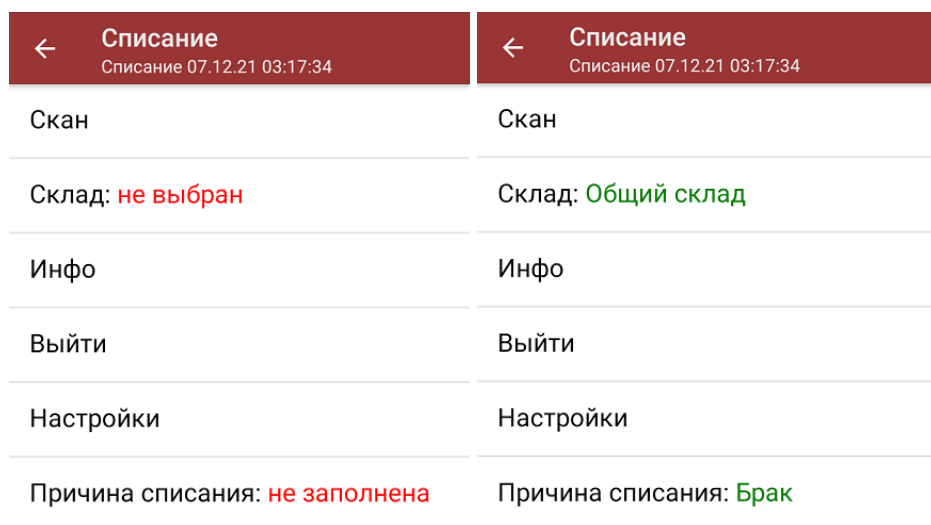 Списание
Списание 07.12.21 03:17:34
Скан
Склад: не выбран
Инфо
Выйти
Настройки
Причина списания: не заполнена
Списание
Списание 07.12.21 03:17:34
Скан
Склад: Общий склад
Инфо
Выйти
Настройки
Причина списания: Брак